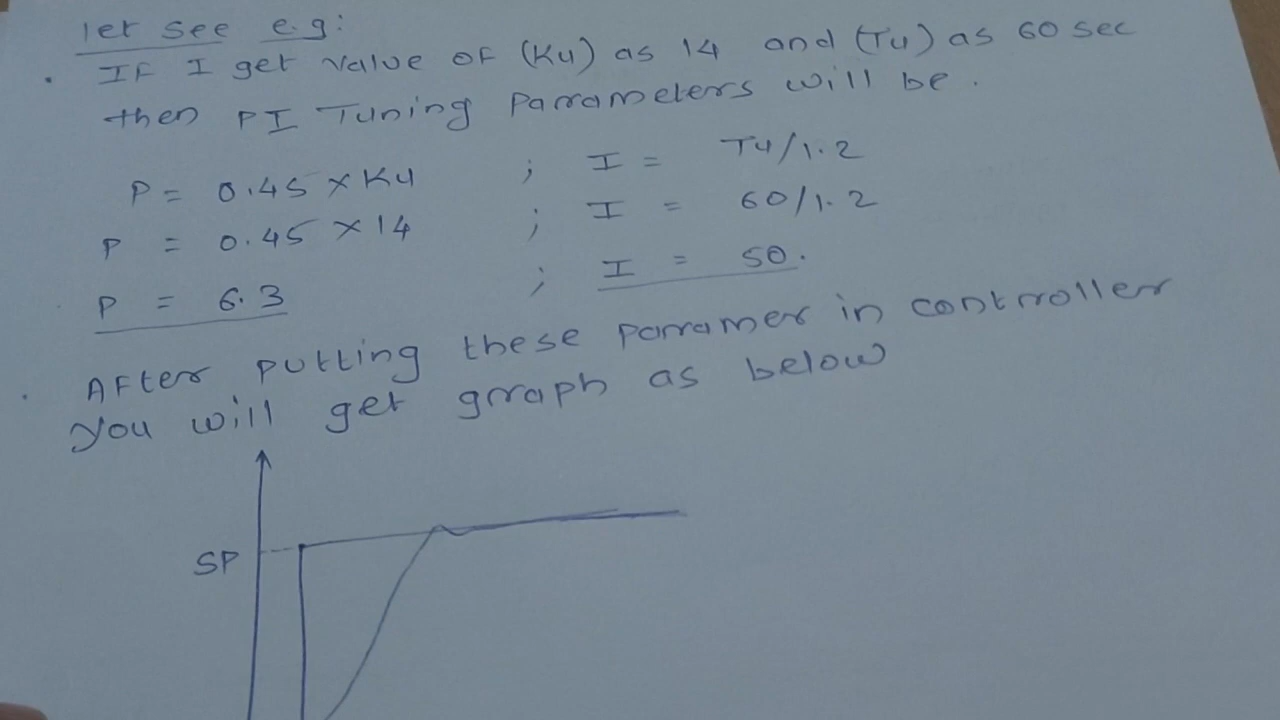 let see e.g:
IF I get value OF (Ku) as 14 and (Tu) as 60 sec
then PI Tuning Parameters will be.
P = 0.45 × Ku ; I = Tu/1.2
P = 0.45 × 14 ; I = 60/1.2
P = 6.3 ; I = 50.
After putting these Paramer in controller
you will get graph as below
SP